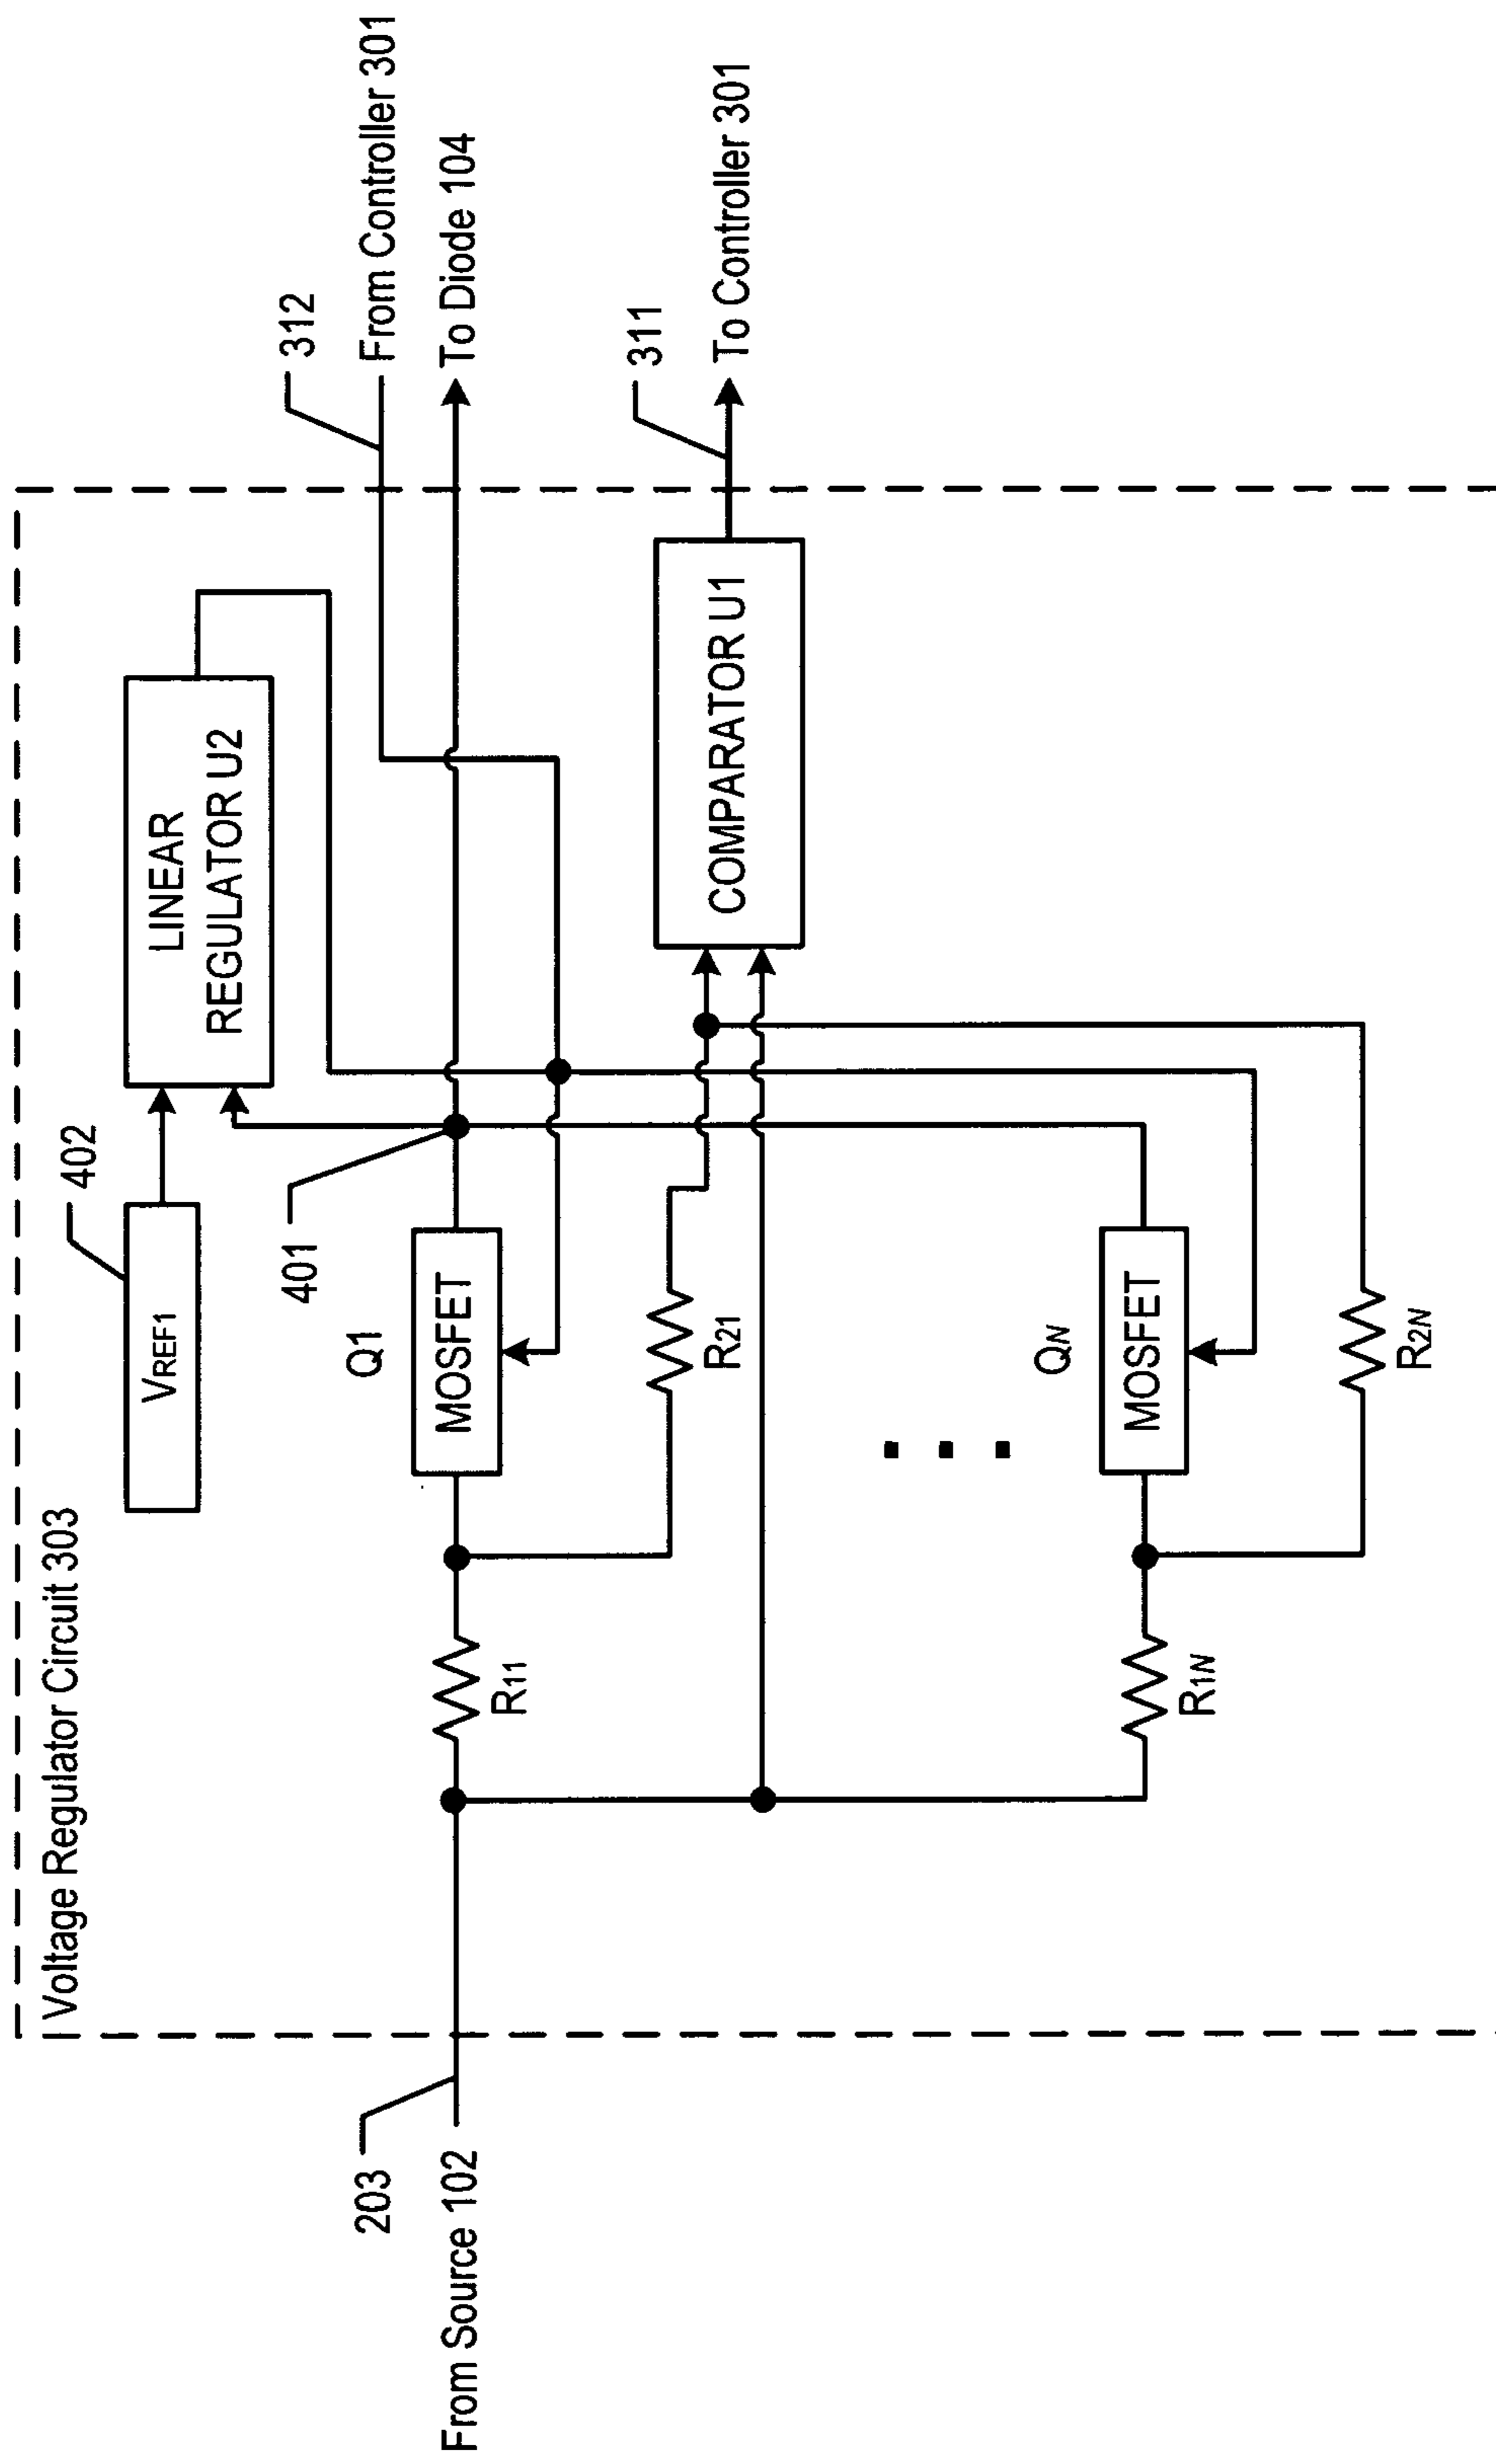 Voltage Regulator Circuit 303
402
VREF1
LINEAR
REGULATOR U2
312
From Controller 301
To Diode 104
401
Q1
MOSFET
203
From Source 102
R11
R21
COMPARATOR U1
311
To Controller 301
QN
MOSFET
R1N
R2N